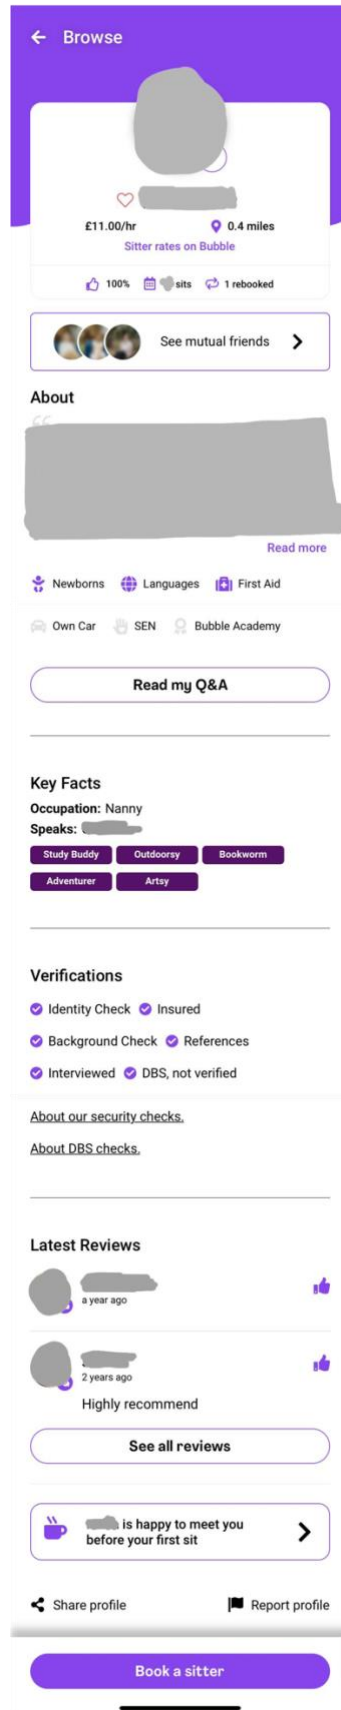 Browse
£11.00/hr
0.4 miles
Sitter rates on Bubble
100%
sits
1 rebooked
See mutual friends
About
Read more
Newborns
Languages
First Aid
Own Car
SEN
Bubble Academy
Read my Q&A
Key Facts
Occupation: Nanny
Speaks:
Study Buddy
Outdoorsy
Bookworm
Adventurer
Artsy
Verifications
Identity Check
Insured
Background Check
References
Interviewed
DBS, not verified
About our security checks.
About DBS checks.
Latest Reviews
a year ago
2 years ago
Highly recommend
See all reviews
is happy to meet you
before your first sit
Share profile
Report profile
Book a sitter